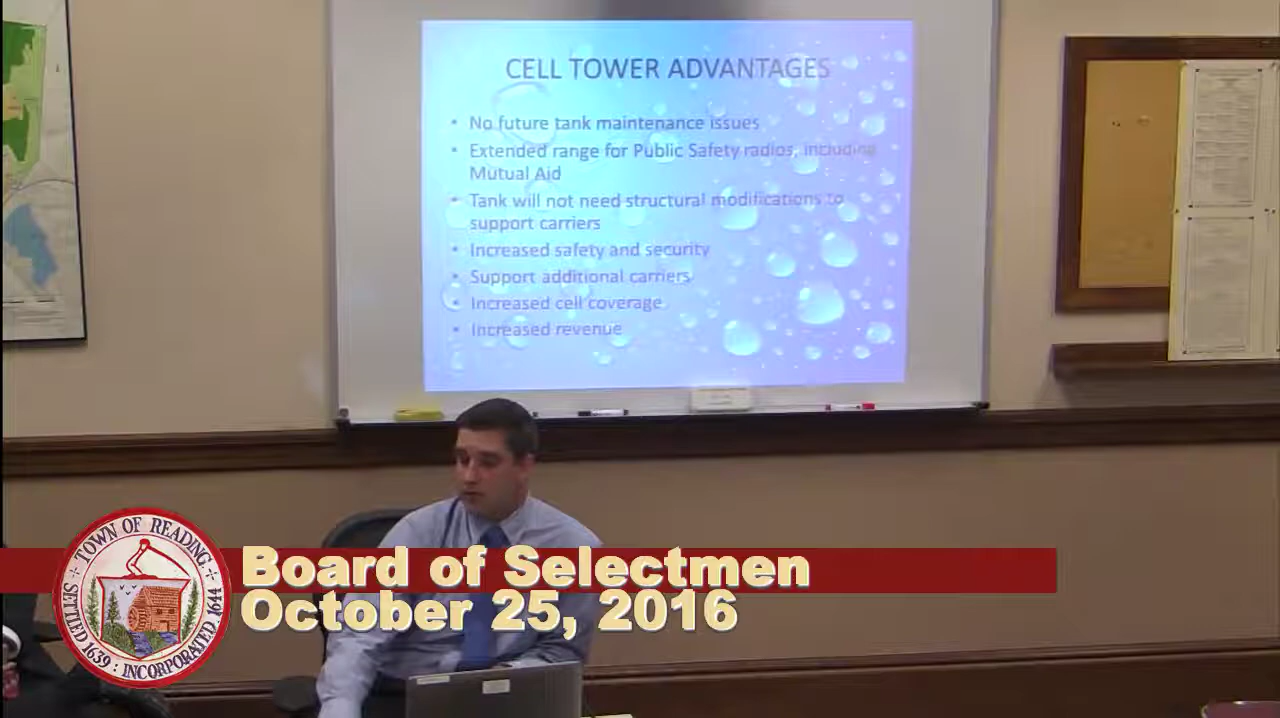 CELL TOWER ADVANTAGES
• No future tank maintenance issues
• Extended range for Public Safety radios, including
Mutual Aid
• Tank will not need structural modifications to
support carriers
• Increased safety and security
• Support additional carriers
• Increased cell coverage
• Increased revenue
TOWN OF READING
SETTLED 1639 : INCORPORATED 1644
Board of Selectmen
October 25, 2016